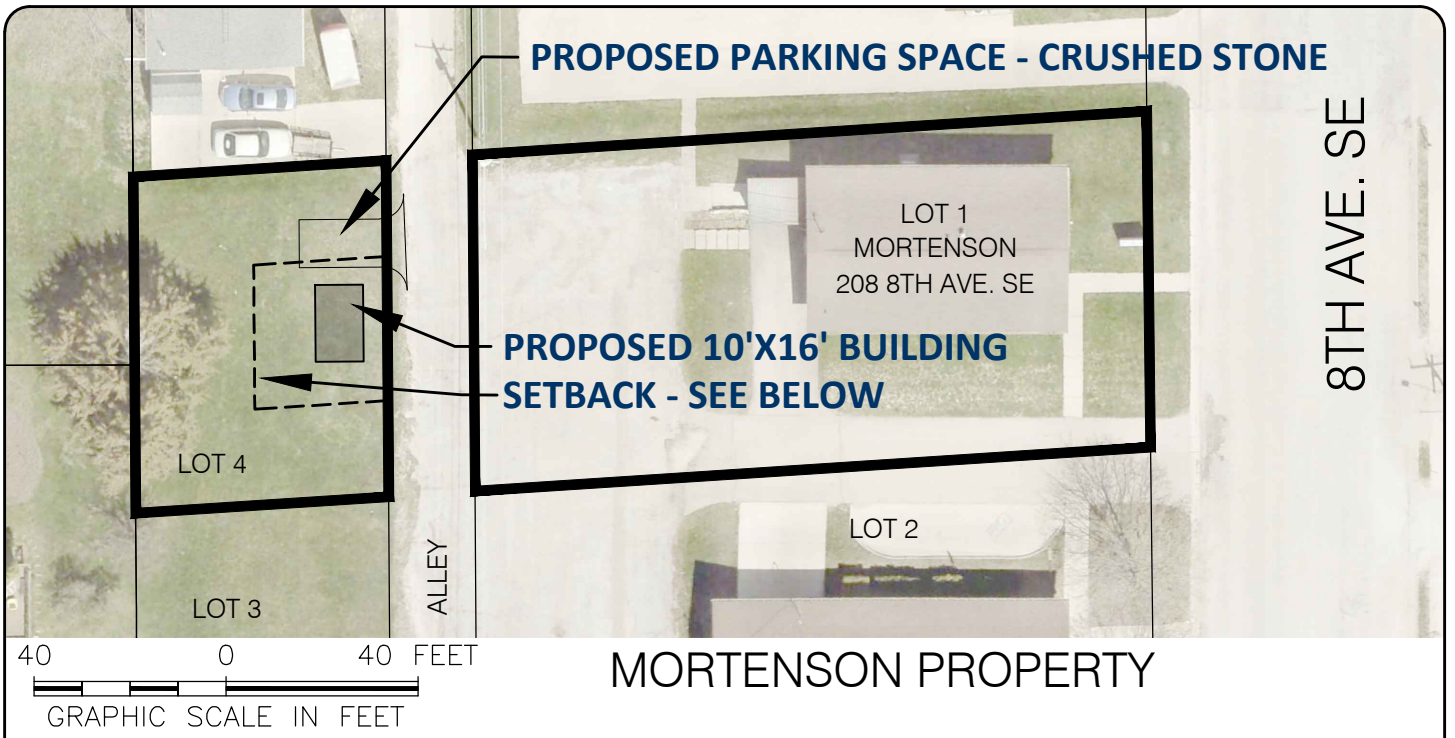 PROPOSED PARKING SPACE - CRUSHED STONE
LOT 1
MORTENSON
208 8TH AVE. SE
8TH AVE. SE
PROPOSED 10'X16' BUILDING
SETBACK - SEE BELOW
LOT 4
LOT 2
ALLEY
LOT 3
40 0 40 FEET
GRAPHIC SCALE IN FEET
MORTENSON PROPERTY